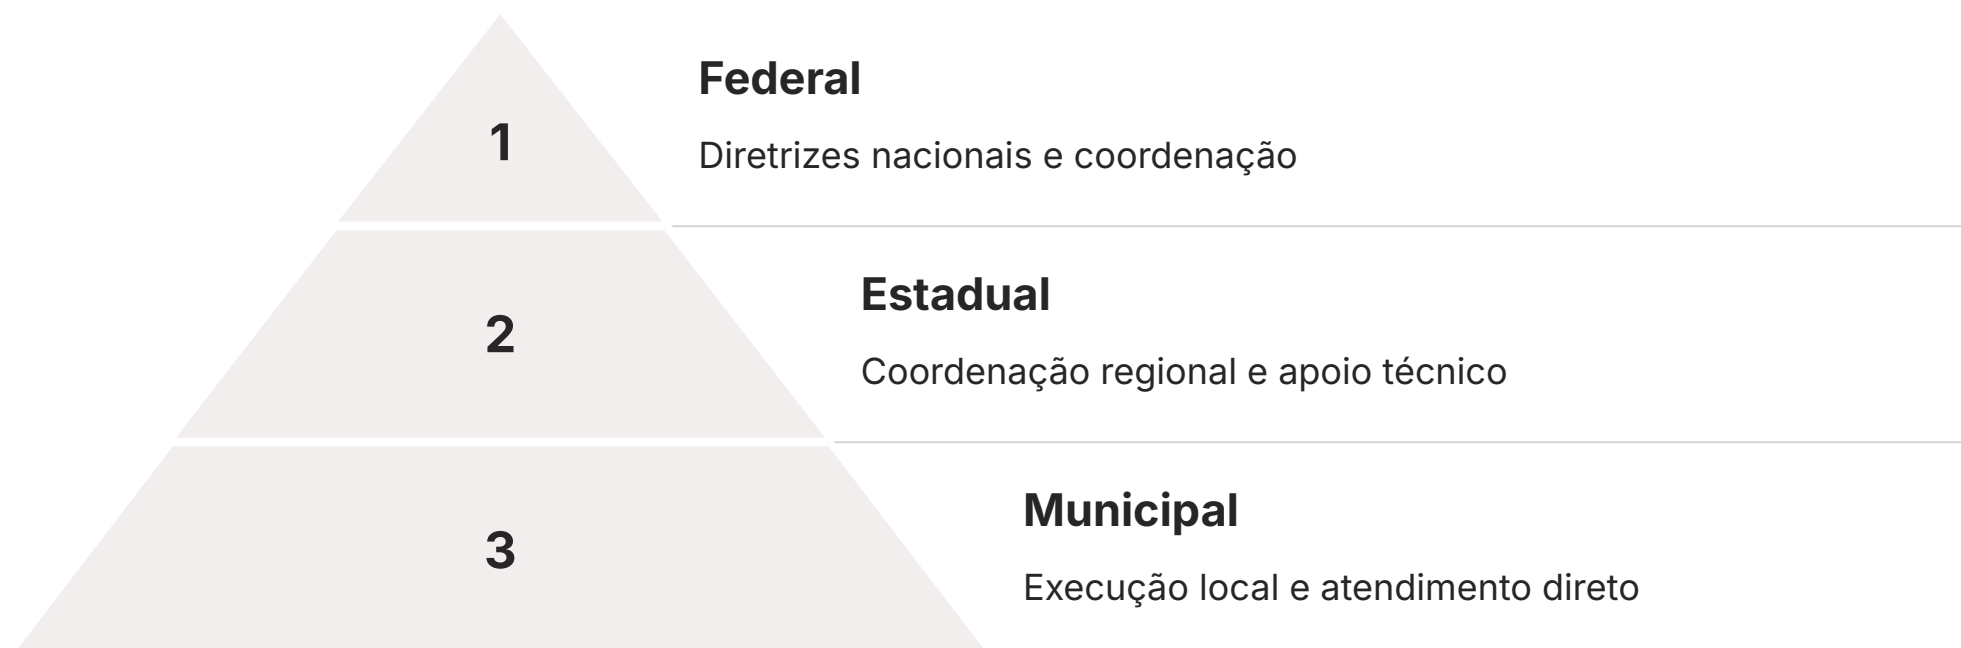 1
Federal
Diretrizes nacionais e coordenação
2
Estadual
Coordenação regional e apoio técnico
3
Municipal
Execução local e atendimento direto